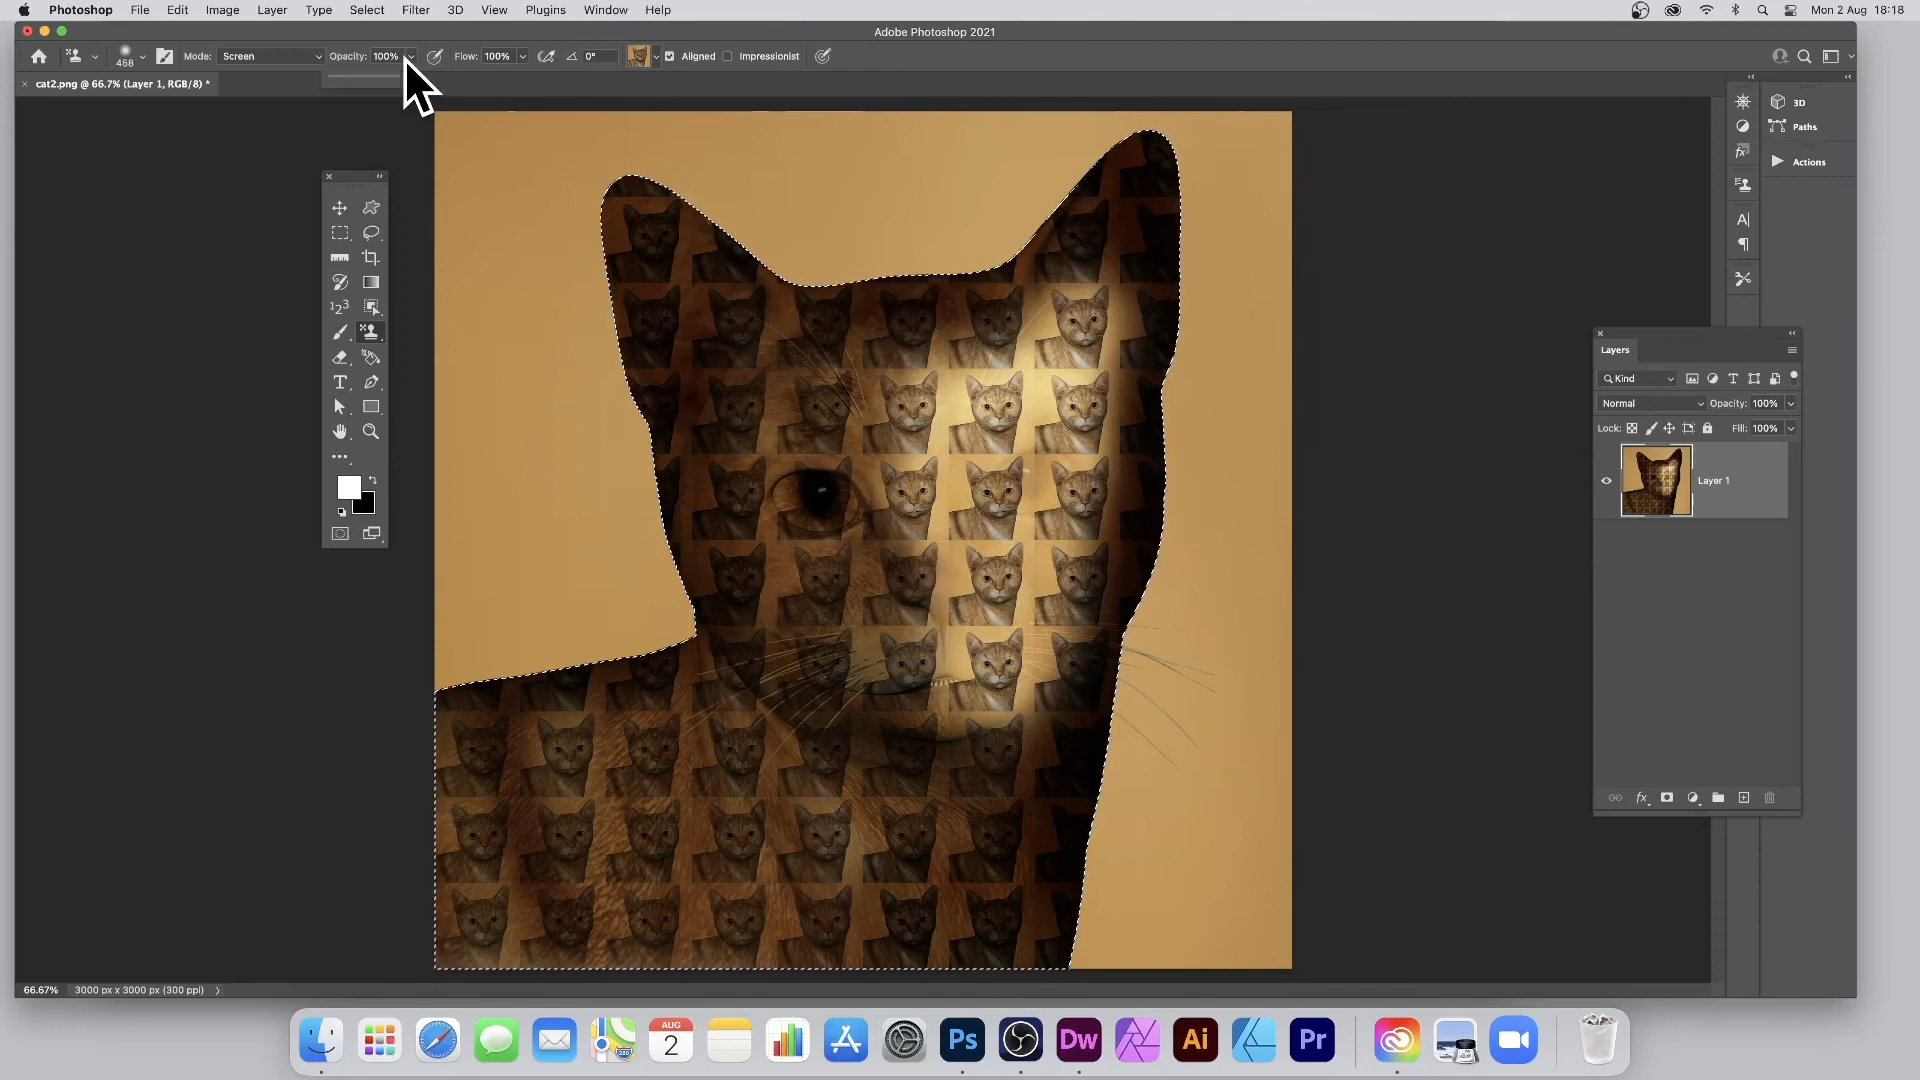 Photoshop File Edit Image Layer Type Select Filter 3D View Plugins Window Help Mon 2 Aug 18:18
Adobe Photoshop 2021
458 Mode: Screen Opacity: 100% Flow: 100% 0° Aligned Impressionist
cat2.png @ 66.7% (Layer 1, RGB/8) *
3D
Paths
Actions
Layers
Kind
Normal Opacity: 100%
Lock: Fill: 100%
Layer 1
66.67% 3000 px x 3000 px (300 ppi)
AUG
2
Ps
Dw
Ai
Pr